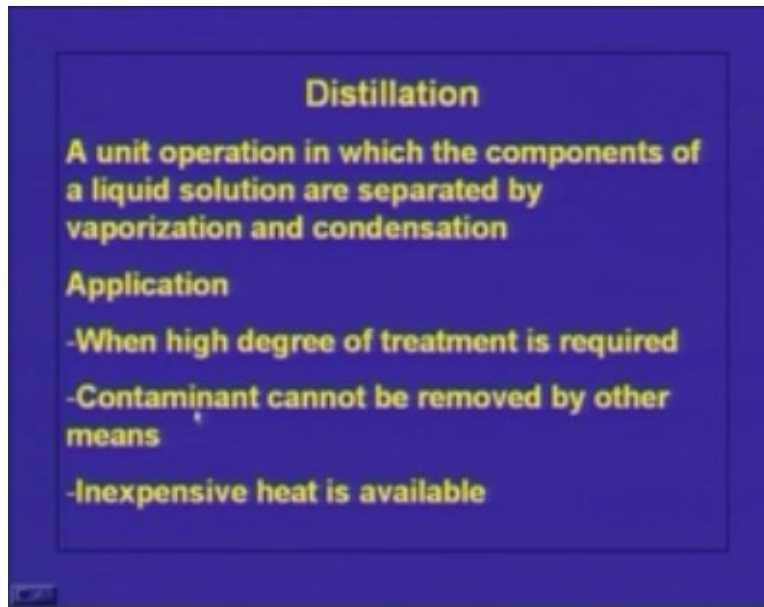 Distillation
A unit operation in which the components of
a liquid solution are separated by
vaporization and condensation
Application
-When high degree of treatment is required
-Contaminant cannot be removed by other
means
-Inexpensive heat is available